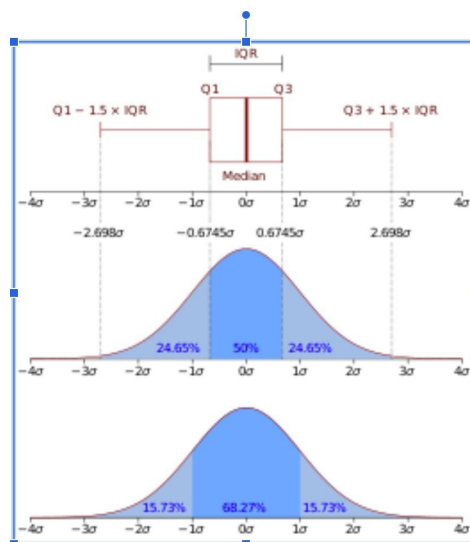 IQR
Q1 Q3
Q1 − 1.5 × IQR Q3 + 1.5 × IQR
Median
−4σ −3σ −2σ −1σ 0σ 1σ 2σ 3σ 4σ
−2.698σ −0.6745σ 0.6745σ 2.698σ
24.65% 50% 24.65%
−4σ −3σ −2σ −1σ 0σ 1σ 2σ 3σ 4σ
15.73% 68.27% 15.73%
−4σ −3σ −2σ −1σ 0σ 1σ 2σ 3σ 4σ